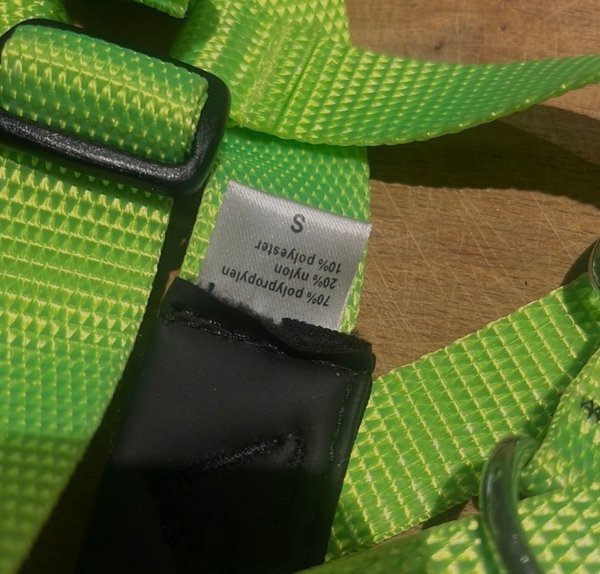 70% polypropylen
20% nylon
10% polyester
S